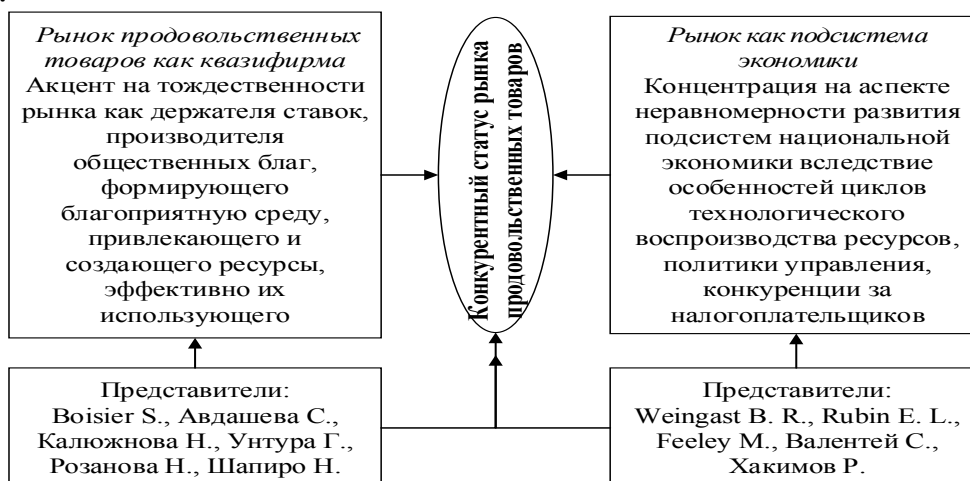 Рынок продовольственных
товаров как квазифирма
Акцент на тождественности
рынка как держателя ставок,
производителя
общественных благ,
формирующего
благоприятную среду,
привлекающего и
создающего ресурсы,
эффективно их
использующего
Конкурентный статус рынка
продовольственных товаров
Рынок как подсистема
экономики
Концентрация на аспекте
неравномерности развития
подсистем национальной
экономики вследствие
особенностей циклов
технологического
воспроизводства ресурсов,
политики управления,
конкуренции за
налогоплательщиков
Представители:
Boisier S., Авдашева С.,
Калюжнова Н., Унтура Г.,
Розанова Н., Шапиро Н.
Представители:
Weingast B. R., Rubin E. L.,
Feeley M., Валентей С.,
Хакимов Р.